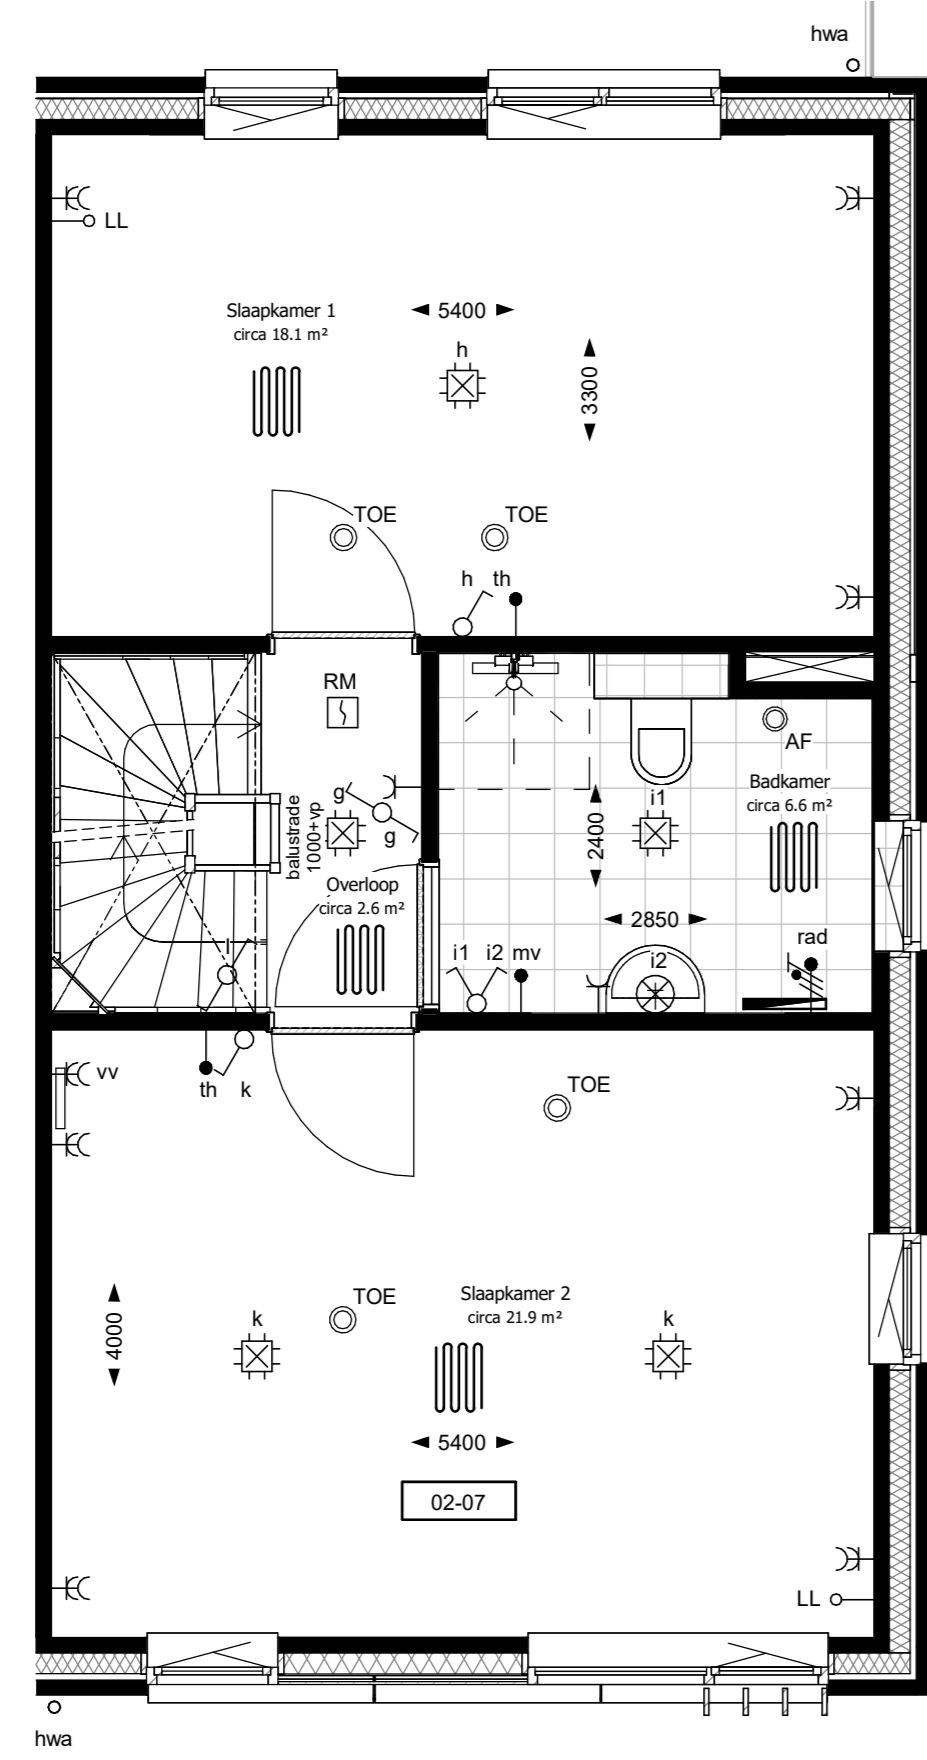 hwa
LL
Slaapkamer 1
circa 18.1 m²
5400
h
3300
TOE
TOE
h th
RM
AF
Badkamer
circa 6.6 m²
g
g
balustrade
1000+vp
i1
2400
Overloop
circa 2.6 m²
2850
l
i1 i2 mv
i2
rad
vv
th k
TOE
4000
k
TOE
Slaapkamer 2
circa 21.9 m²
k
5400
02-07
LL
hwa